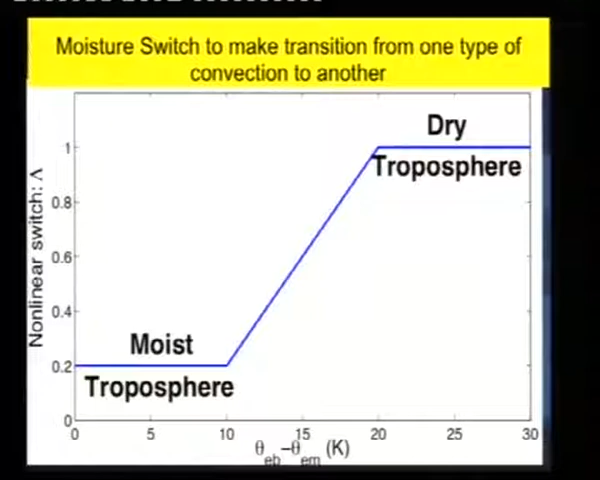 Moisture Switch to make transition from one type of
convection to another
Nonlinear switch: Λ
1
0.8
0.6
0.4
0.2
0
Dry
Troposphere
Moist
Troposphere
0 5 10 15 20 25 30
θeb–θem (K)